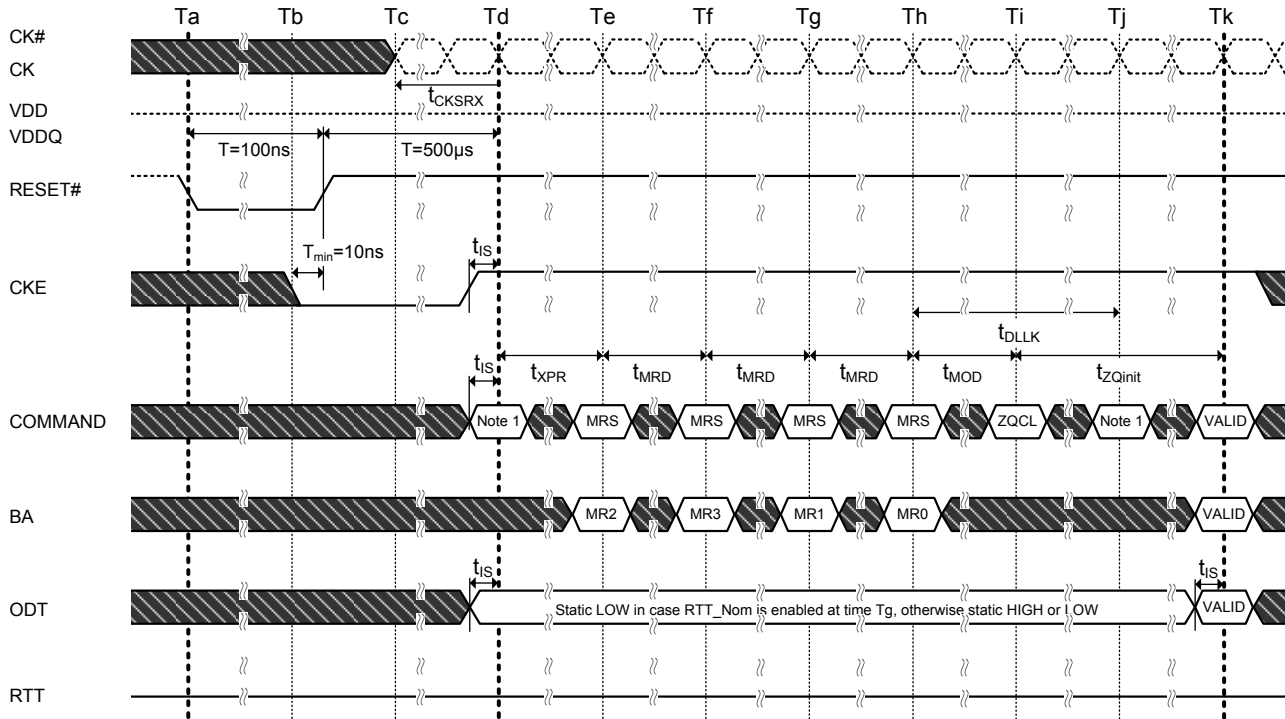 Ta Tb Tc Td Te Tf Tg Th Ti Tj Tk
CK#
CK
tCKSRX
VDD
VDDQ
T=100ns T=500µs
RESET#
Tmin=10ns tIS
CKE
tDLLK
tIS tXPR tMRD tMRD tMRD tMOD tZQinit
COMMAND Note 1 MRS MRS MRS MRS ZQCL Note 1 VALID
BA MR2 MR3 MR1 MR0 VALID
tIS tIS
ODT Static LOW in case RTT_Nom is enabled at time Tg, otherwise static HIGH or LOW VALID
RTT